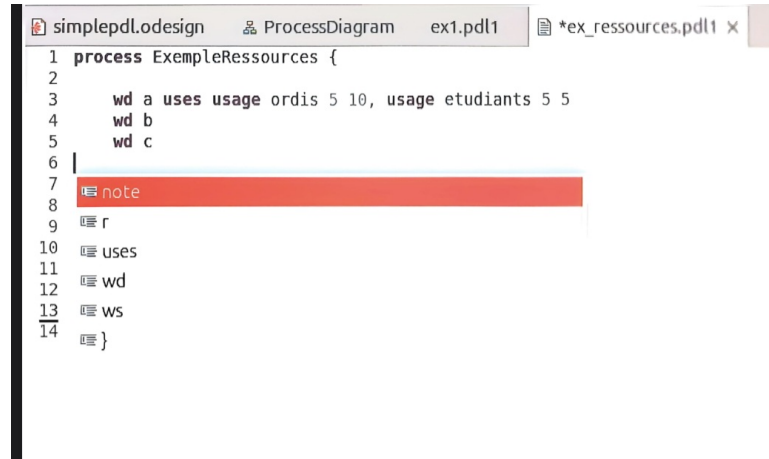 simplepdl.odesign ProcessDiagram ex1.pdl1 *ex_ressources.pdl1
1 process ExempleRessources {
2
3 wd a uses usage ordis 5 10, usage etudiants 5 5
4 wd b
5 wd c
6
7
note
8
9
r
10
uses
11
12
wd
13
ws
14
}